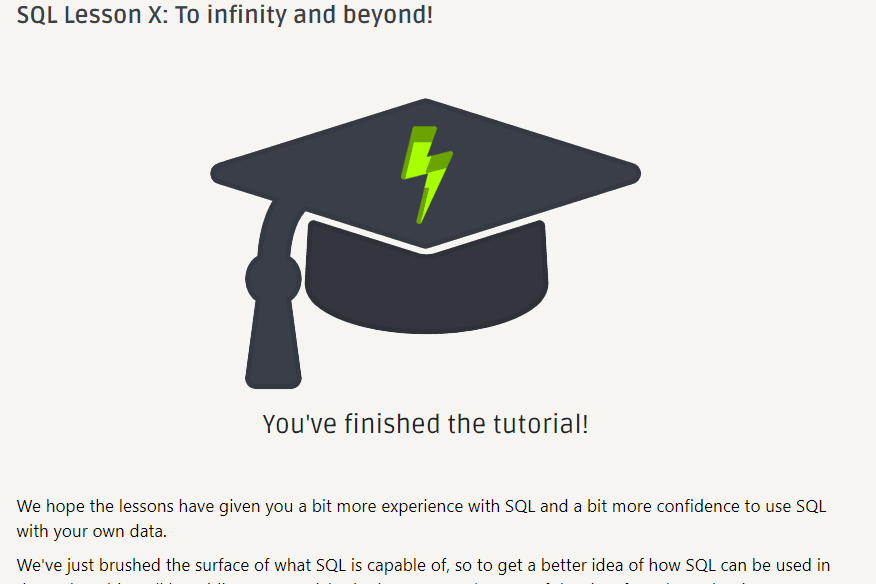 SQL Lesson X: To infinity and beyond!
You've finished the tutorial!
We hope the lessons have given you a bit more experience with SQL and a bit more confidence to use SQL
with your own data.
We've just brushed the surface of what SQL is capable of, so to get a better idea of how SQL can be used in